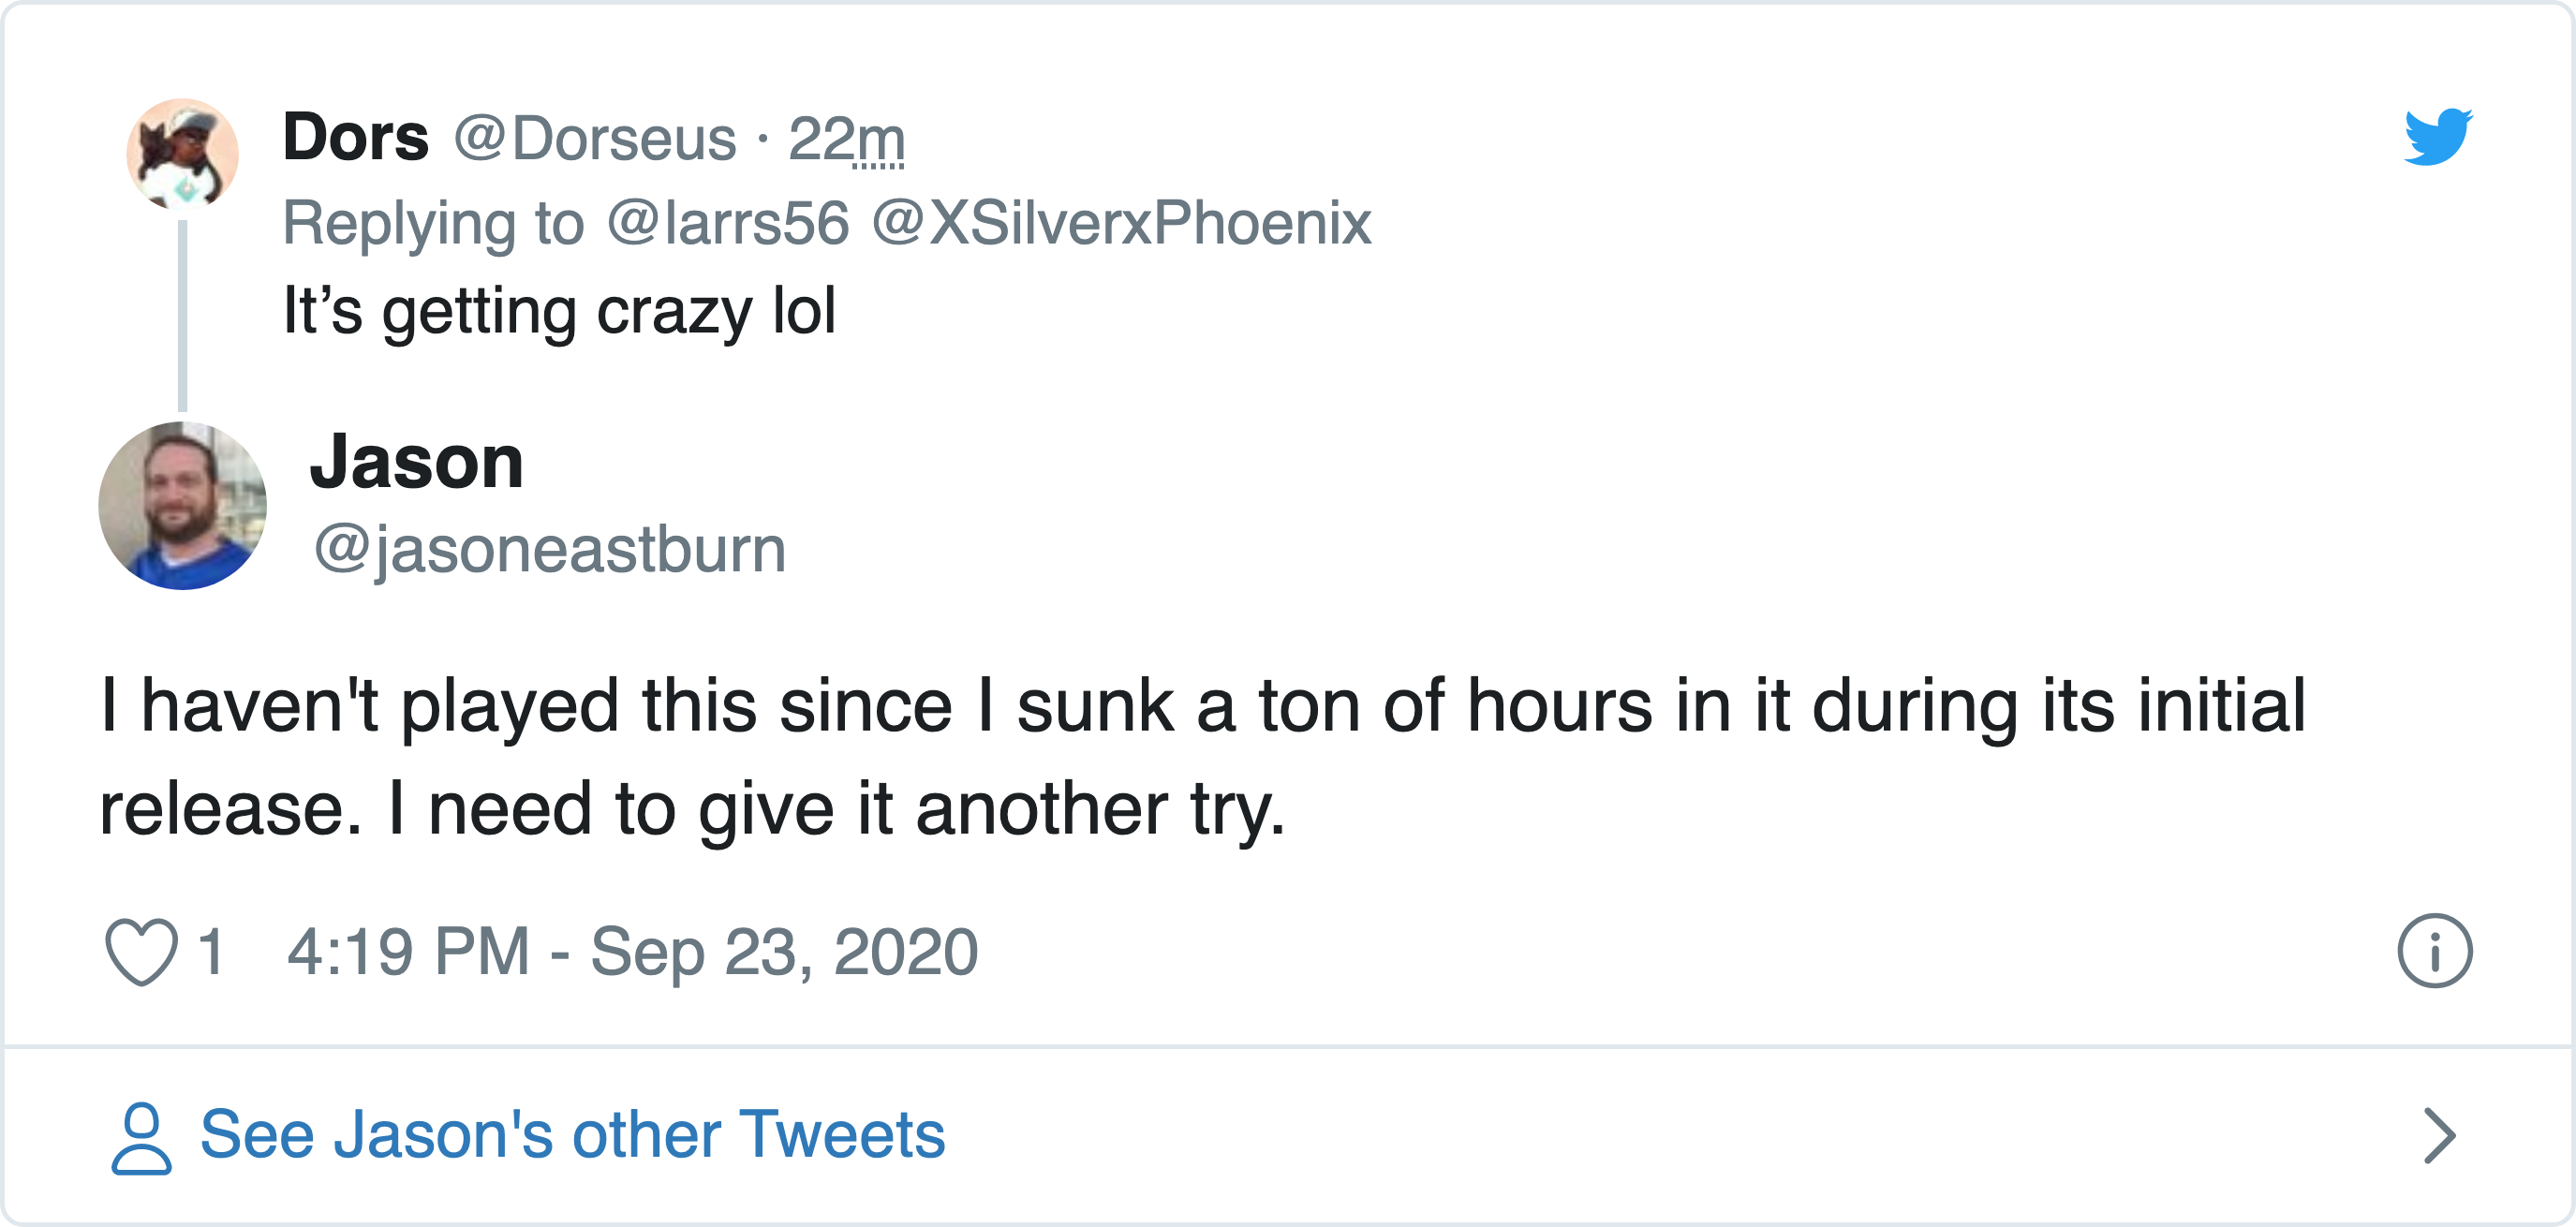 Dors @Dorseus · 22m
Replying to @larrs56 @XSilverxPhoenix
It’s getting crazy lol
Jason
@jasoneastburn
I haven't played this since I sunk a ton of hours in it during its initial
release. I need to give it another try.
1 4:19 PM - Sep 23, 2020
See Jason's other Tweets